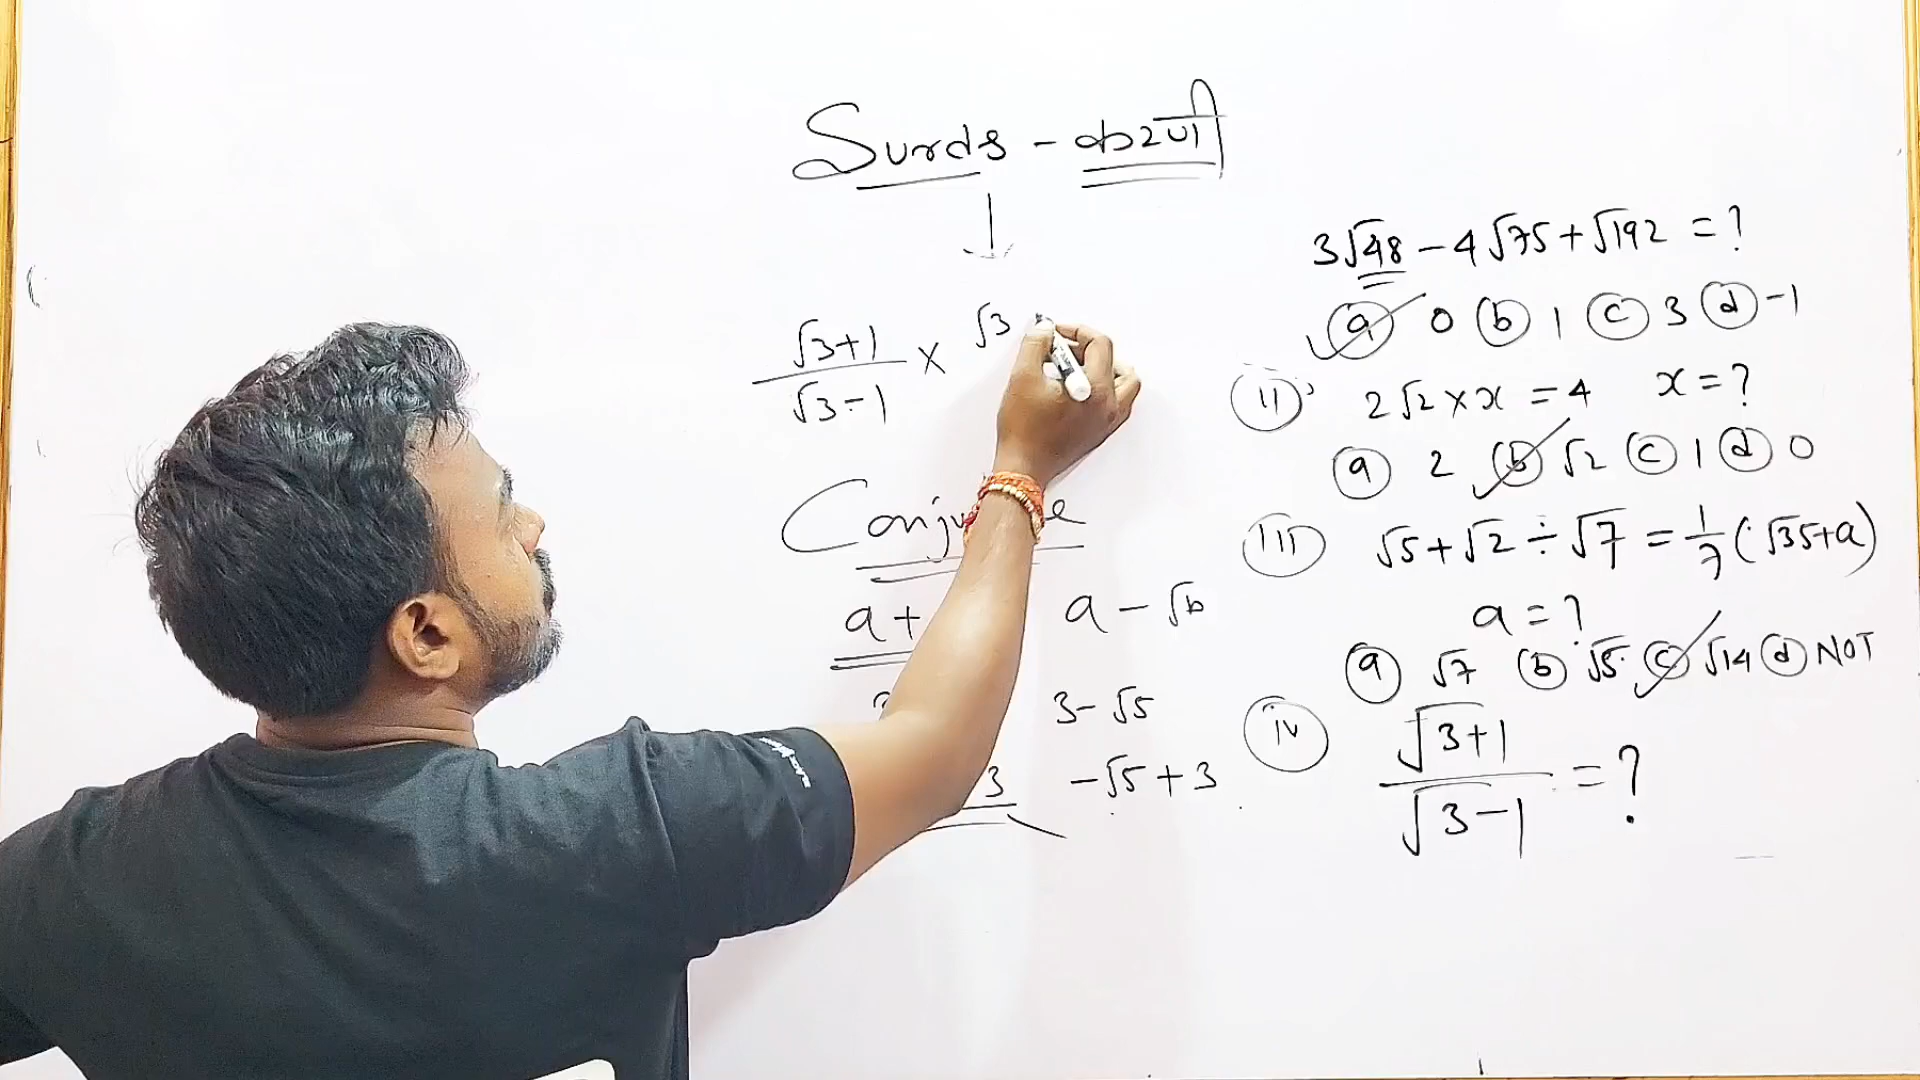 Surds - करणी
√3+1 / √3-1 × √3
a+ a - √b
3 - √5
3 -√5 + 3
3√48 - 4√75 + √192 = ?
(a) 0 (b) 1 (c) 3 (d) -1
(ii) 2√2 × x = 4 x = ?
(a) 2 (b) √2 (c) 1 (d) 0
(iii) √5 + √2 ÷ √7 = 1/7 (√35 + a)
a = ?
(a) √7 (b) √5 (c) √14 (d) NOT
(iv) √3+1 / √3-1 = ?